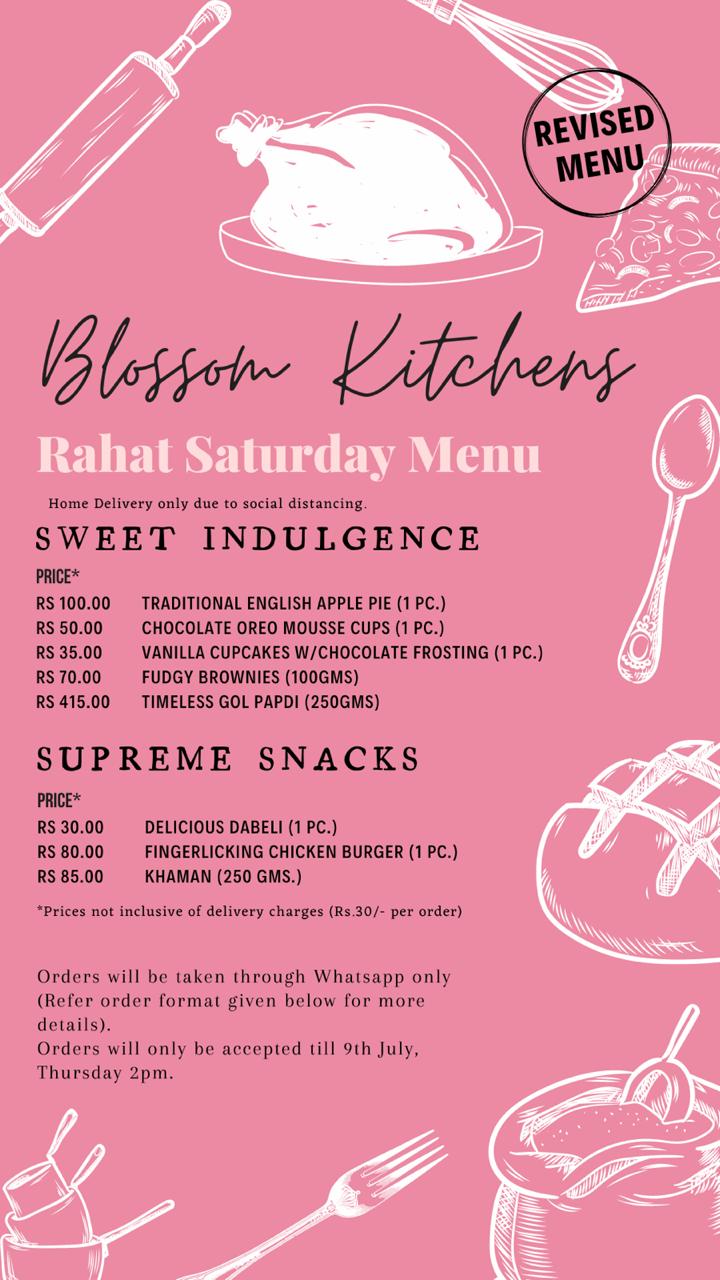 REVISED
MENU
Blossom Kitchens
Rahat Saturday Menu
Home Delivery only due to social distancing.
SWEET INDULGENCE
PRICE*
RS 100.00 TRADITIONAL ENGLISH APPLE PIE (1 PC.)
RS 50.00 CHOCOLATE OREO MOUSSE CUPS (1 PC.)
RS 35.00 VANILLA CUPCAKES W/CHOCOLATE FROSTING (1 PC.)
RS 70.00 FUDGY BROWNIES (100GMS)
RS 415.00 TIMELESS GOL PAPDI (250GMS)
SUPREME SNACKS
PRICE*
RS 30.00 DELICIOUS DABELI (1 PC.)
RS 80.00 FINGERLICKING CHICKEN BURGER (1 PC.)
RS 85.00 KHAMAN (250 GMS.)
*Prices not inclusive of delivery charges (Rs.30/- per order)
Orders will be taken through Whatsapp only
(Refer order format given below for more
details).
Orders will only be accepted till 9th July,
Thursday 2pm.